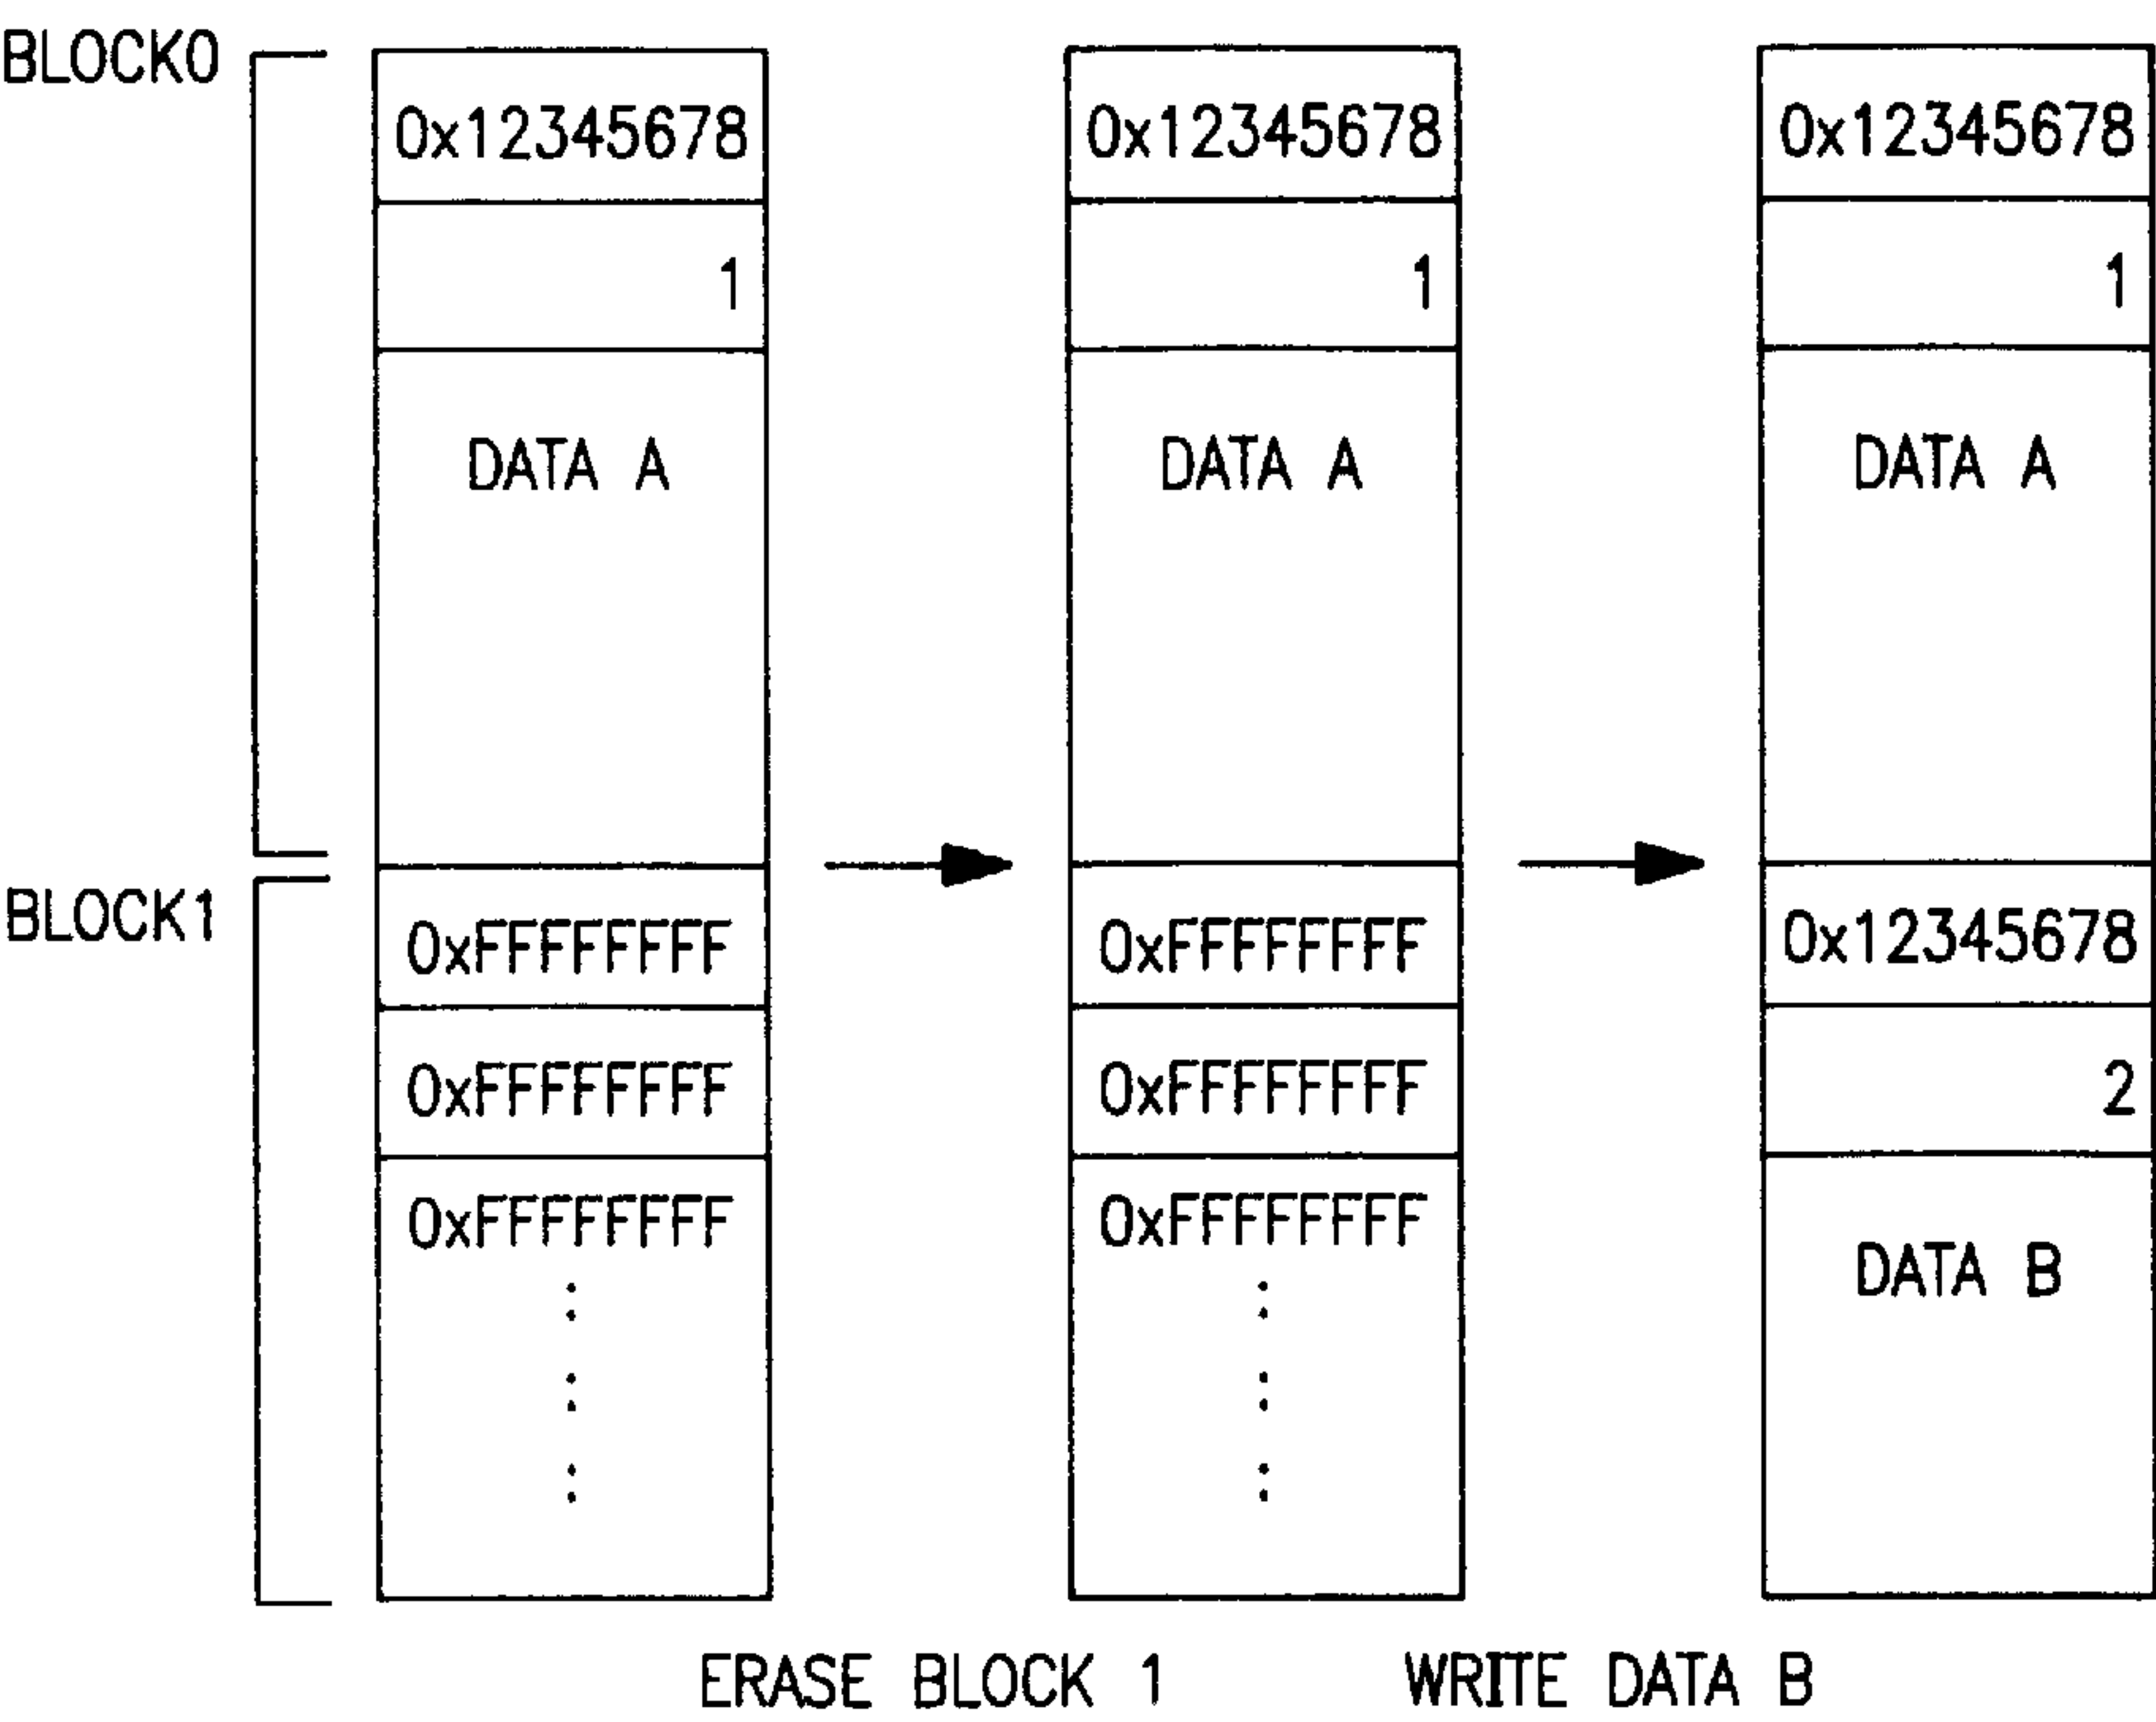 BLOCK0
0x12345678 0x12345678 0x12345678
1 1 1
DATA A DATA A DATA A
BLOCK1
0xFFFFFFFF 0xFFFFFFFF 0x12345678
0xFFFFFFFF 0xFFFFFFFF 2
0xFFFFFFFF 0xFFFFFFFF
DATA B
ERASE BLOCK 1 WRITE DATA B